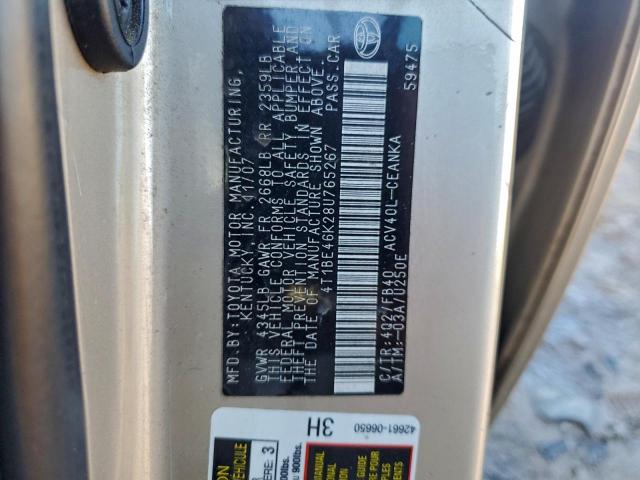 MFD.BY:TOYOTA MOTOR MANUFACTURING,
KENTUCKY, INC. 11/07
GVWR 4345LB GAWR FR 2668LB RR 2359LB
THIS VEHICLE CONFORMS TO ALL APPLICABLE
FEDERAL MOTOR VEHICLE SAFETY, BUMPER, AND
THEFT PREVENTION STANDARDS IN EFFECT ON
THE DATE OF MANUFACTURE SHOWN ABOVE.
4T1BE46K28U765267 PASS. CAR
C/TR:4Q2/FB40 ACV40L-CEANKA
A/TM:-03A/U250E 59475
3H
42661-06650